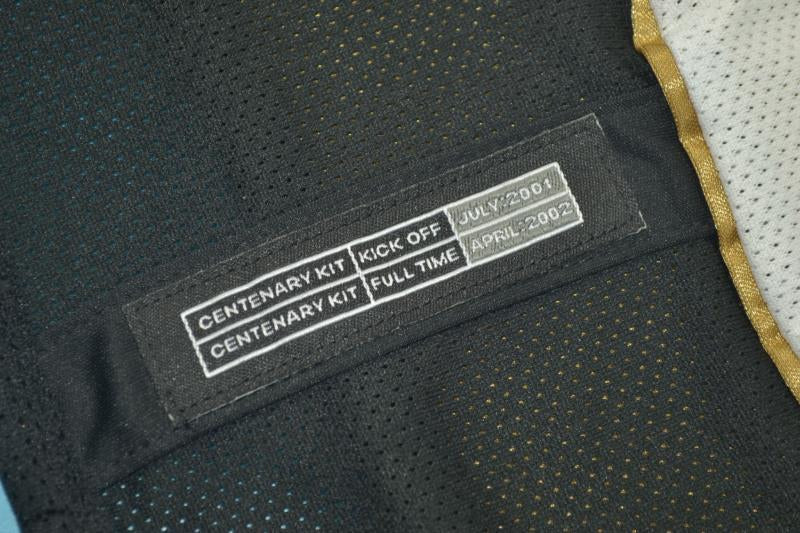 CENTENARY KIT KICK OFF JULY:2001
CENTENARY KIT FULL TIME APRIL:2002